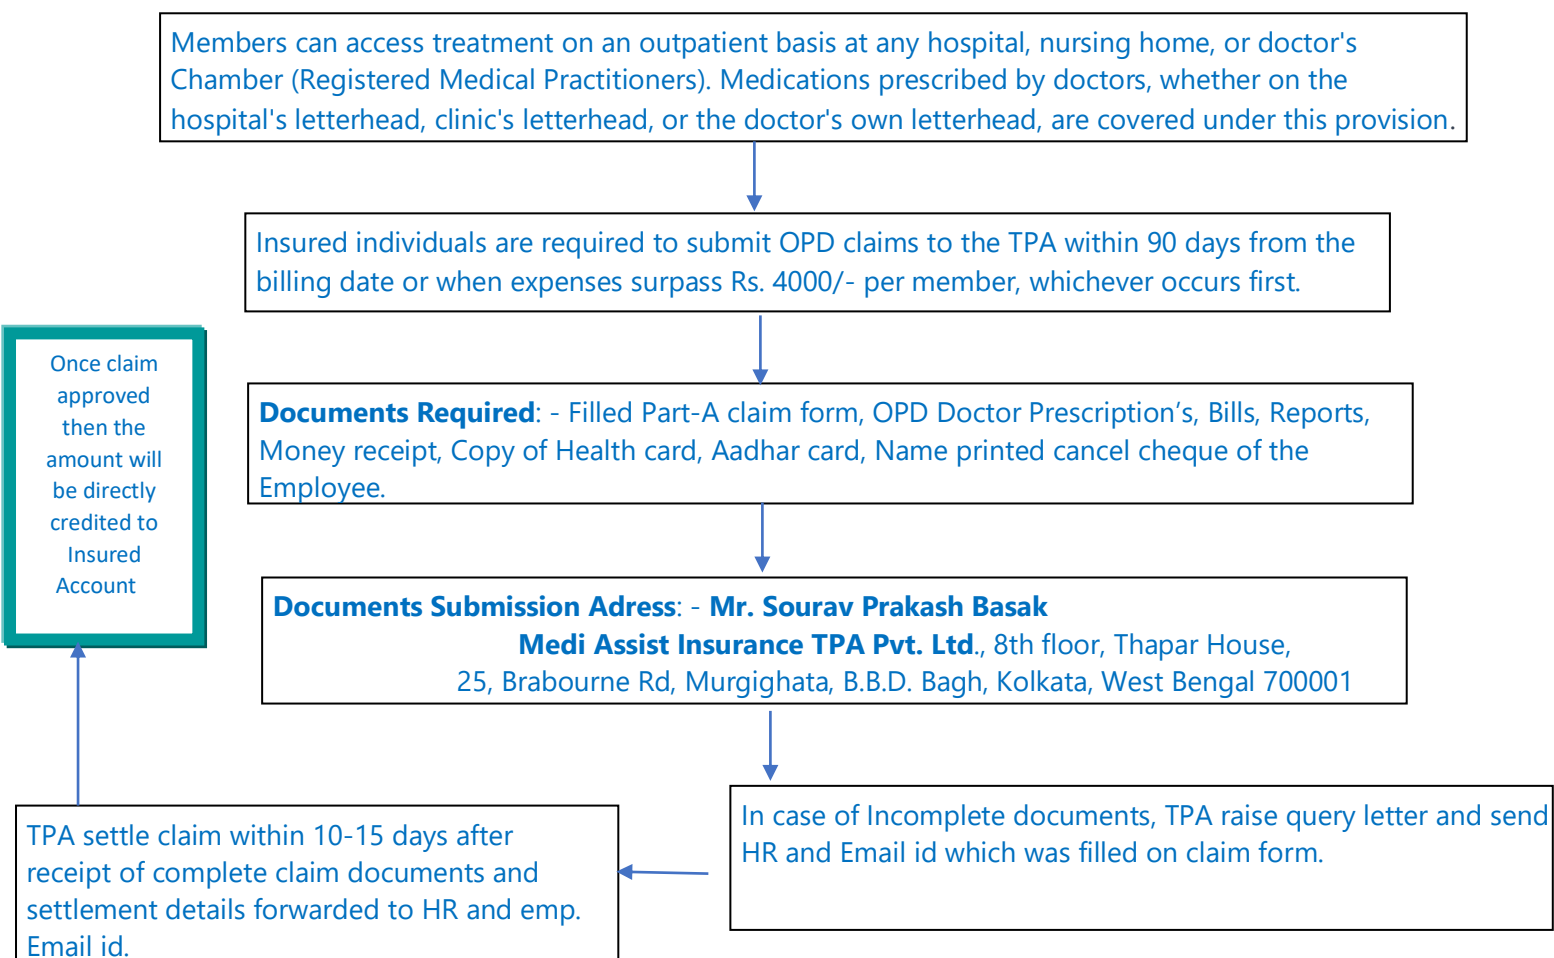 Members can access treatment on an outpatient basis at any hospital, nursing home, or doctor's
Chamber (Registered Medical Practitioners). Medications prescribed by doctors, whether on the
hospital's letterhead, clinic's letterhead, or the doctor's own letterhead, are covered under this provision.
Insured individuals are required to submit OPD claims to the TPA within 90 days from the
billing date or when expenses surpass Rs. 4000/- per member, whichever occurs first.
Documents Required: - Filled Part-A claim form, OPD Doctor Prescription’s, Bills, Reports,
Money receipt, Copy of Health card, Aadhar card, Name printed cancel cheque of the
Employee.
Documents Submission Adress: - Mr. Sourav Prakash Basak
Medi Assist Insurance TPA Pvt. Ltd., 8th floor, Thapar House,
25, Brabourne Rd, Murgighata, B.B.D. Bagh, Kolkata, West Bengal 700001
In case of Incomplete documents, TPA raise query letter and send
HR and Email id which was filled on claim form.
TPA settle claim within 10-15 days after
receipt of complete claim documents and
settlement details forwarded to HR and emp.
Email id.
Once claim
approved
then the
amount will
be directly
credited to
Insured
Account